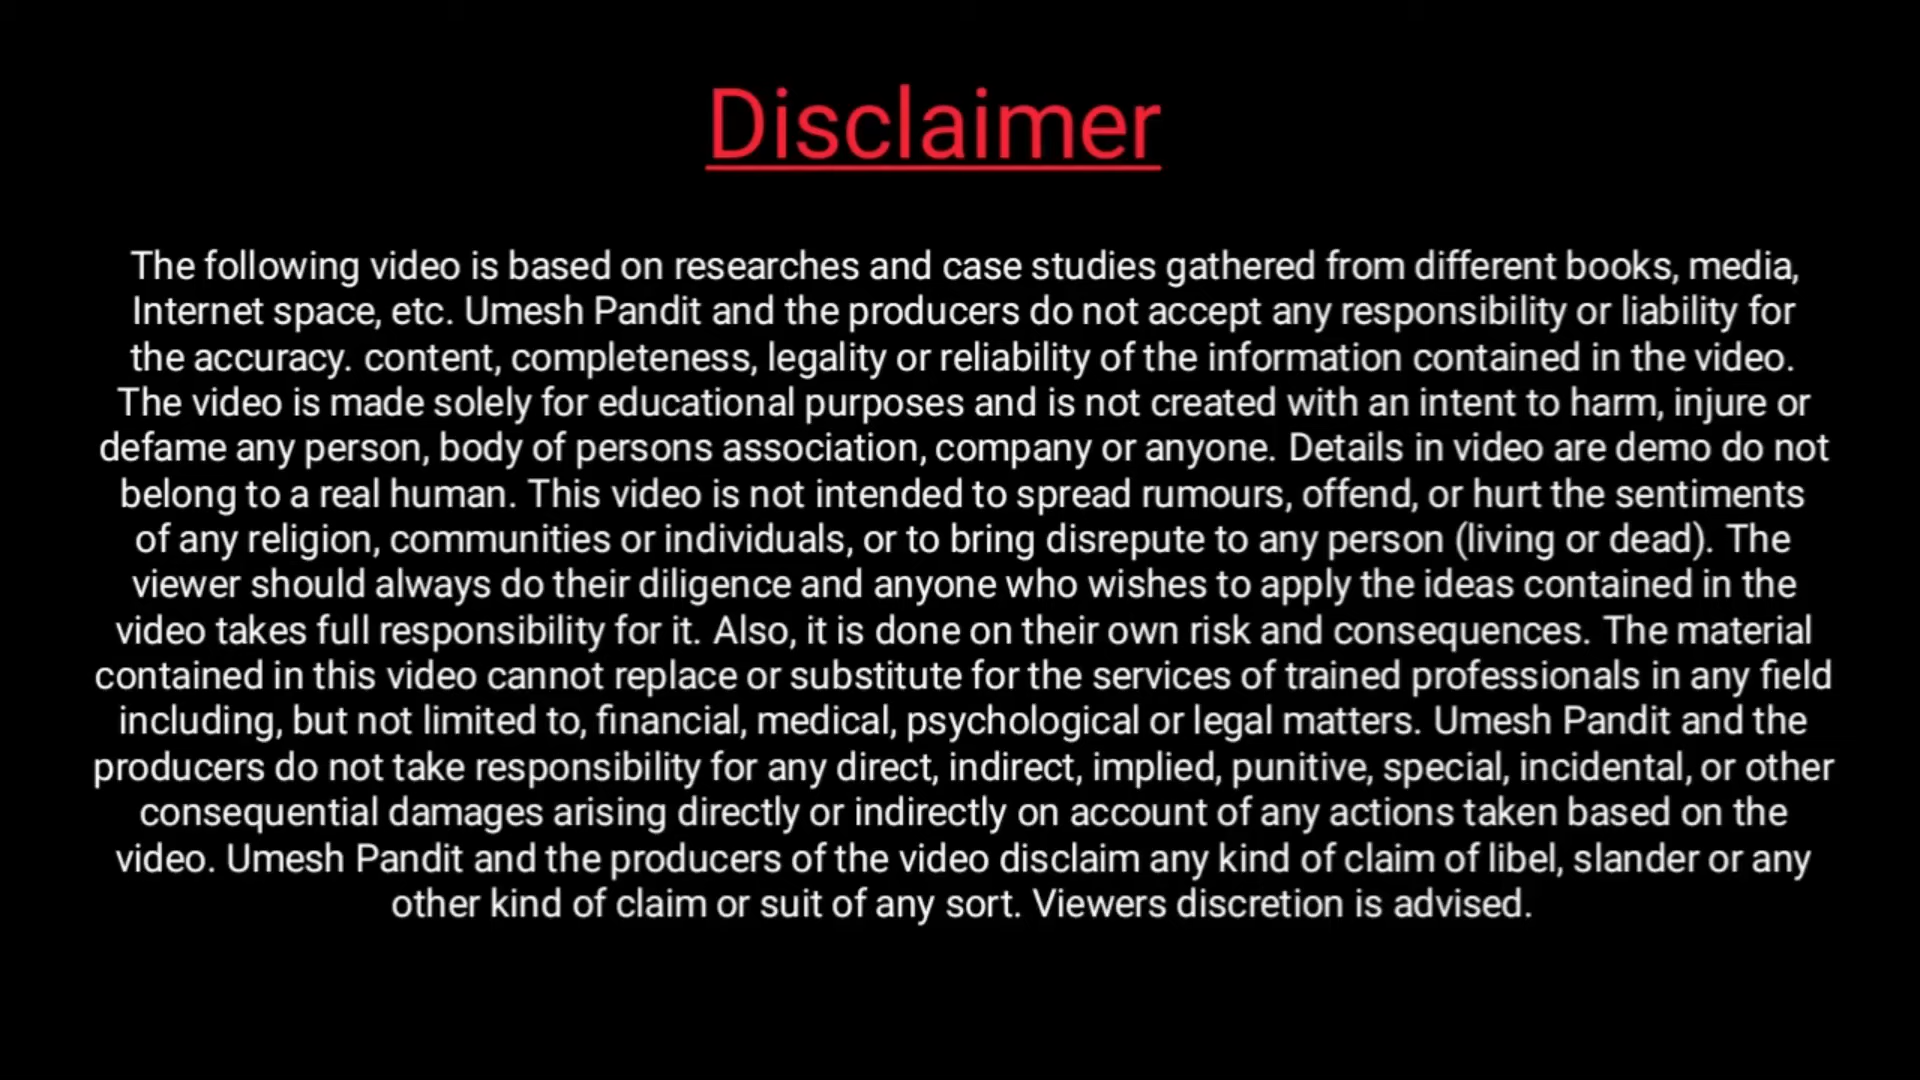 Disclaimer
The following video is based on researches and case studies gathered from different books, media,
Internet space, etc. Umesh Pandit and the producers do not accept any responsibility or liability for
the accuracy. content, completeness, legality or reliability of the information contained in the video.
The video is made solely for educational purposes and is not created with an intent to harm, injure or
defame any person, body of persons association, company or anyone. Details in video are demo do not
belong to a real human. This video is not intended to spread rumours, offend, or hurt the sentiments
of any religion, communities or individuals, or to bring disrepute to any person (living or dead). The
viewer should always do their diligence and anyone who wishes to apply the ideas contained in the
video takes full responsibility for it. Also, it is done on their own risk and consequences. The material
contained in this video cannot replace or substitute for the services of trained professionals in any field
including, but not limited to, financial, medical, psychological or legal matters. Umesh Pandit and the
producers do not take responsibility for any direct, indirect, implied, punitive, special, incidental, or other
consequential damages arising directly or indirectly on account of any actions taken based on the
video. Umesh Pandit and the producers of the video disclaim any kind of claim of libel, slander or any
other kind of claim or suit of any sort. Viewers discretion is advised.